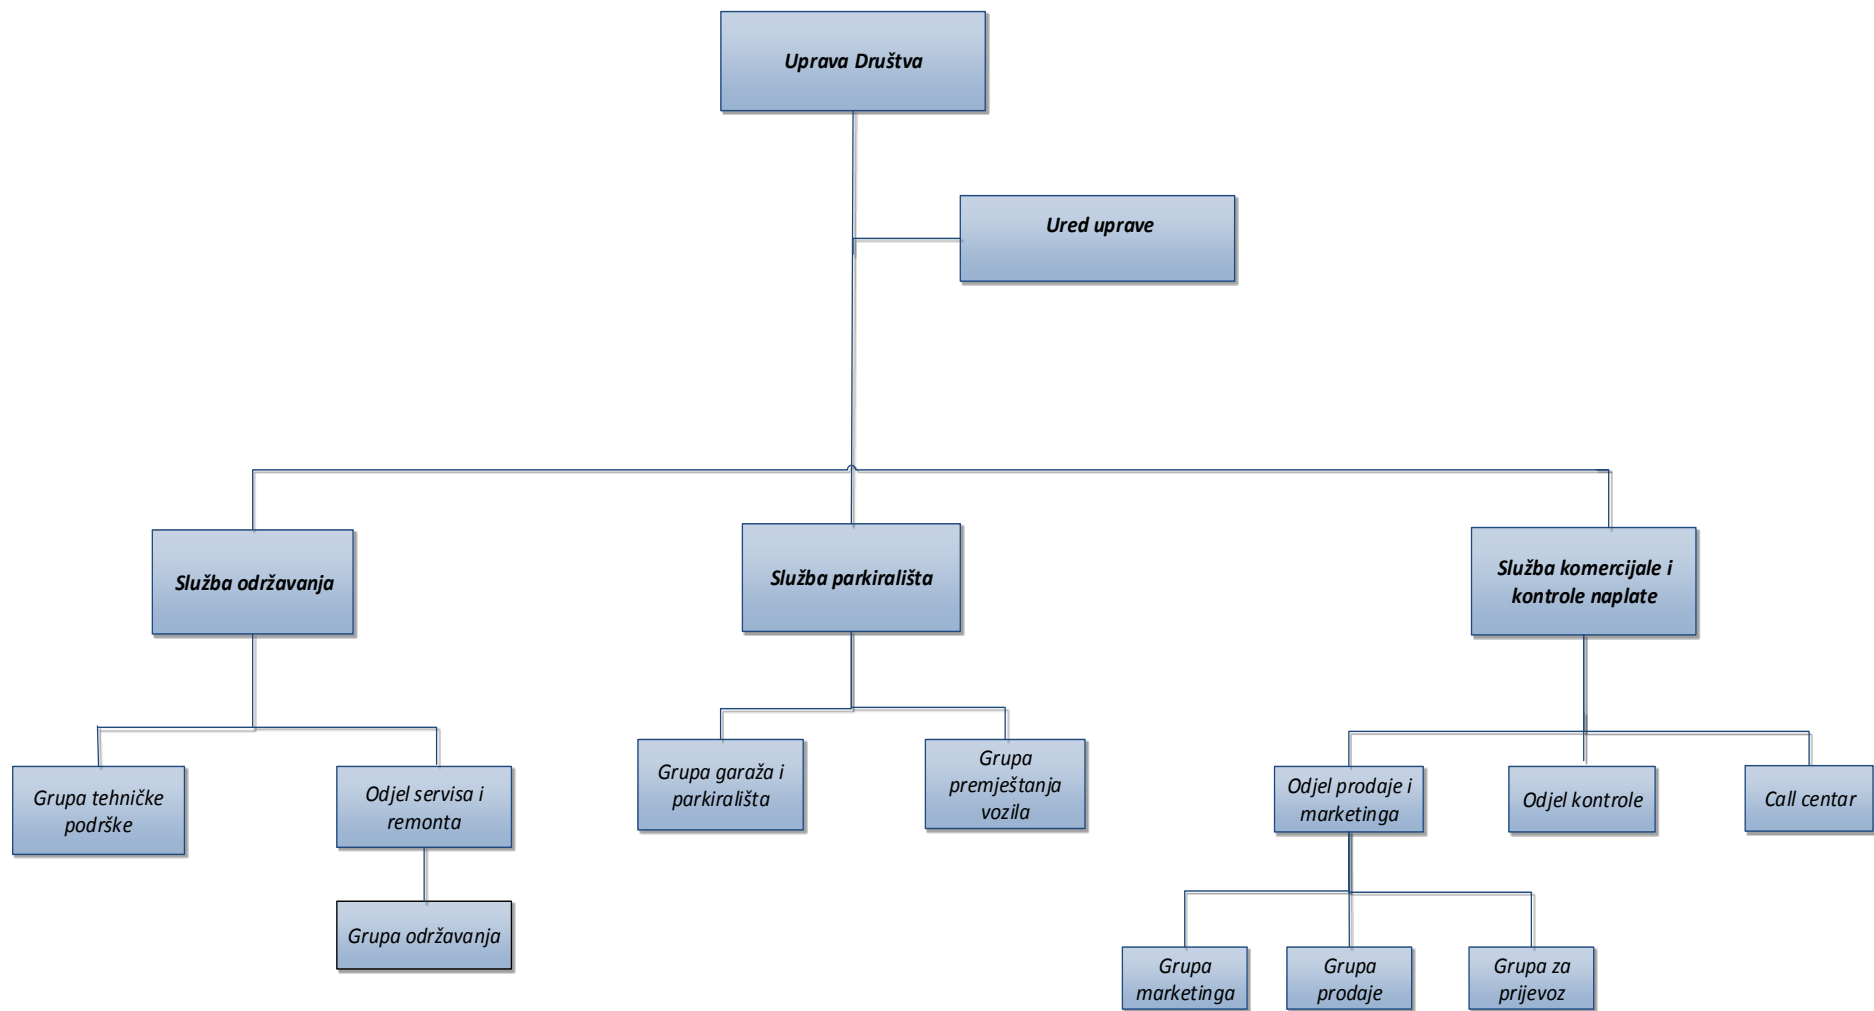 Uprava Društva
Ured uprave
Služba održavanja
Služba parkirališta
Služba komercijale i
kontrole naplate
Grupa tehničke
podrške
Odjel servisa i
remonta
Grupa garaža i
parkirališta
Grupa
premještanja
vozila
Odjel prodaje i
marketinga
Odjel kontrole
Call centar
Grupa održavanja
Grupa
marketinga
Grupa
prodaje
Grupa za
prijevoz